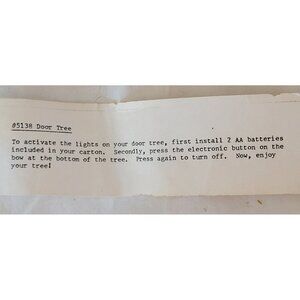 #5138 Door Tree
To activate the lights on your door tree, first install 2 AA batteries
included in your carton. Secondly, press the electronic button on the
bow at the bottom of the tree. Press again to turn off. Now, enjoy
your tree!